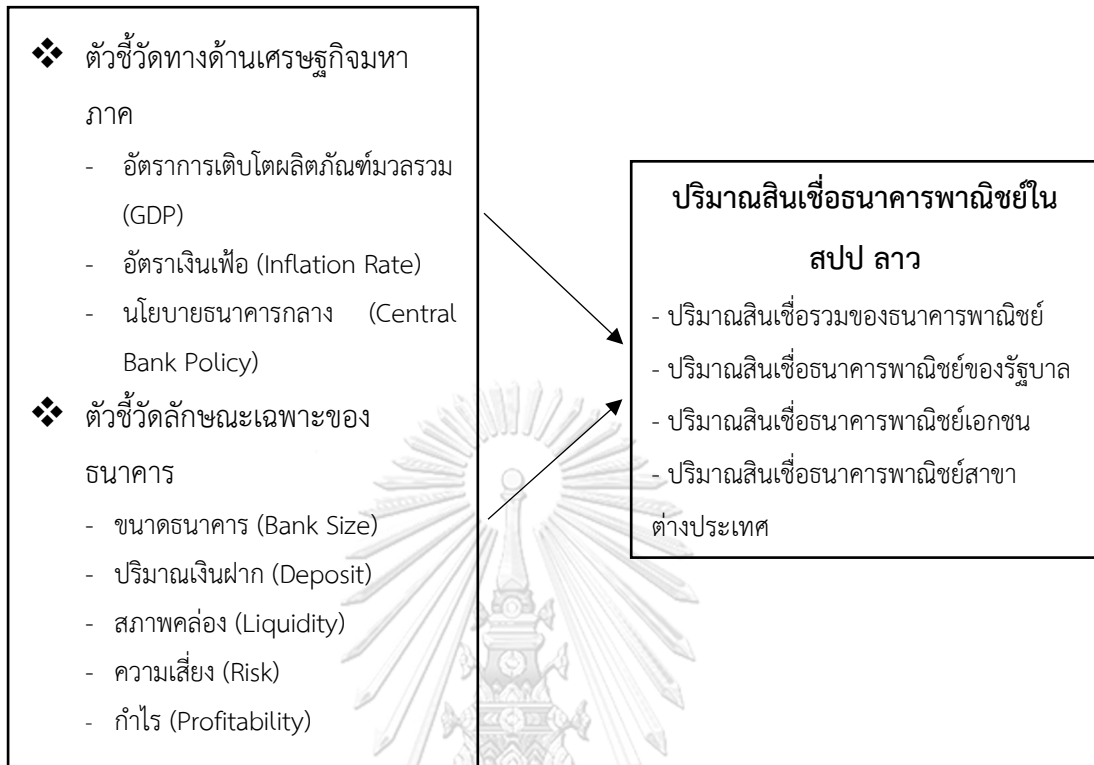 ❖ ตัวชี้วัดทางด้านเศรษฐกิจมหา
ภาค
- อัตราการเติบโตผลิตภัณฑ์มวลรวม
(GDP)
- อัตราเงินเฟ้อ (Inflation Rate)
- นโยบายธนาคารกลาง (Central
Bank Policy)
❖ ตัวชี้วัดลักษณะเฉพาะของ
ธนาคาร
- ขนาดธนาคาร (Bank Size)
- ปริมาณเงินฝาก (Deposit)
- สภาพคล่อง (Liquidity)
- ความเสี่ยง (Risk)
- กำไร (Profitability)
ปริมาณสินเชื่อธนาคารพาณิชย์ใน
สปป ลาว
- ปริมาณสินเชื่อรวมของธนาคารพาณิชย์
- ปริมาณสินเชื่อธนาคารพาณิชย์ของรัฐบาล
- ปริมาณสินเชื่อธนาคารพาณิชย์เอกชน
- ปริมาณสินเชื่อธนาคารพาณิชย์สาขา
ต่างประเทศ